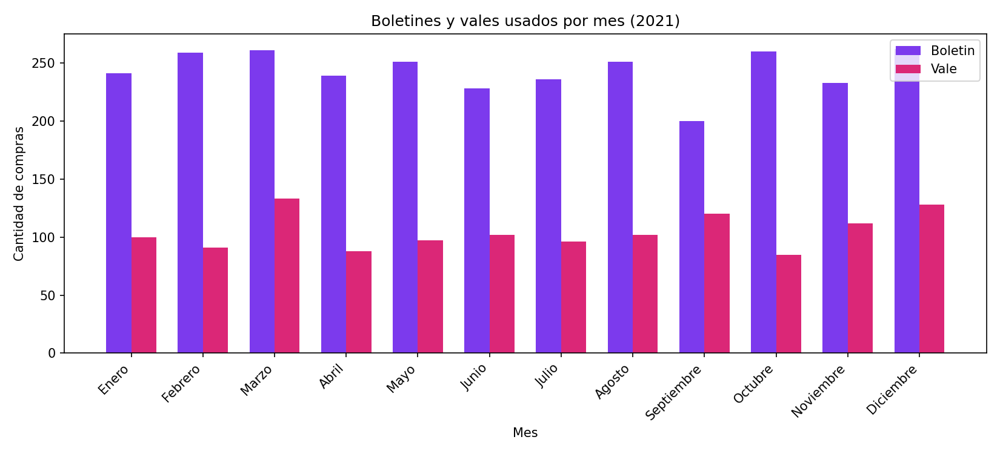 Boletines y vales usados por mes (2021)
Boletin
Vale
Cantidad de compras
250
200
150
100
50
0
Enero
Febrero
Marzo
Abril
Mayo
Junio
Julio
Agosto
Septiembre
Octubre
Noviembre
Diciembre
Mes